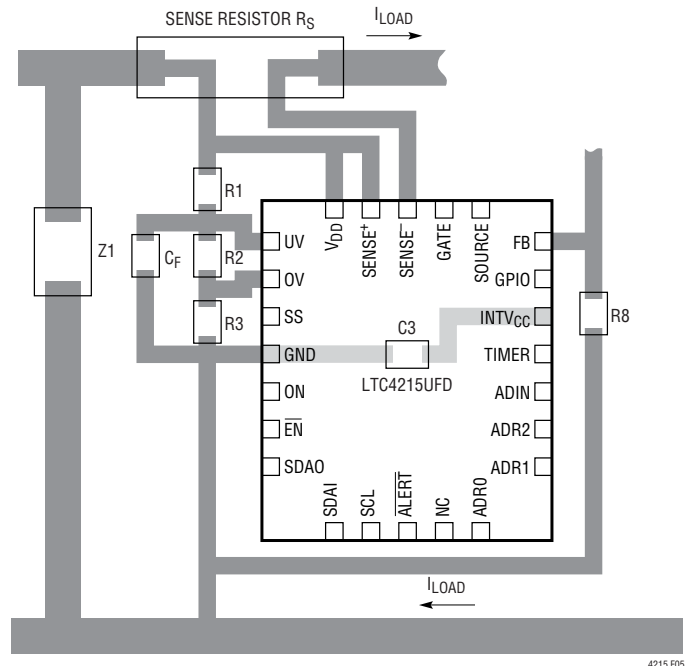 SENSE RESISTOR RS
ILOAD
R1
Z1
CF
R2
R3
UV
OV
SS
GND
ON
EN
SDAO
VDD
SENSE+
SENSE–
GATE
SOURCE
FB
GPIO
INTVCC
TIMER
ADIN
ADR2
ADR1
C3
LTC4215UFD
R8
SDAI
SCL
ALERT
NC
ADR0
ILOAD
4215 F05